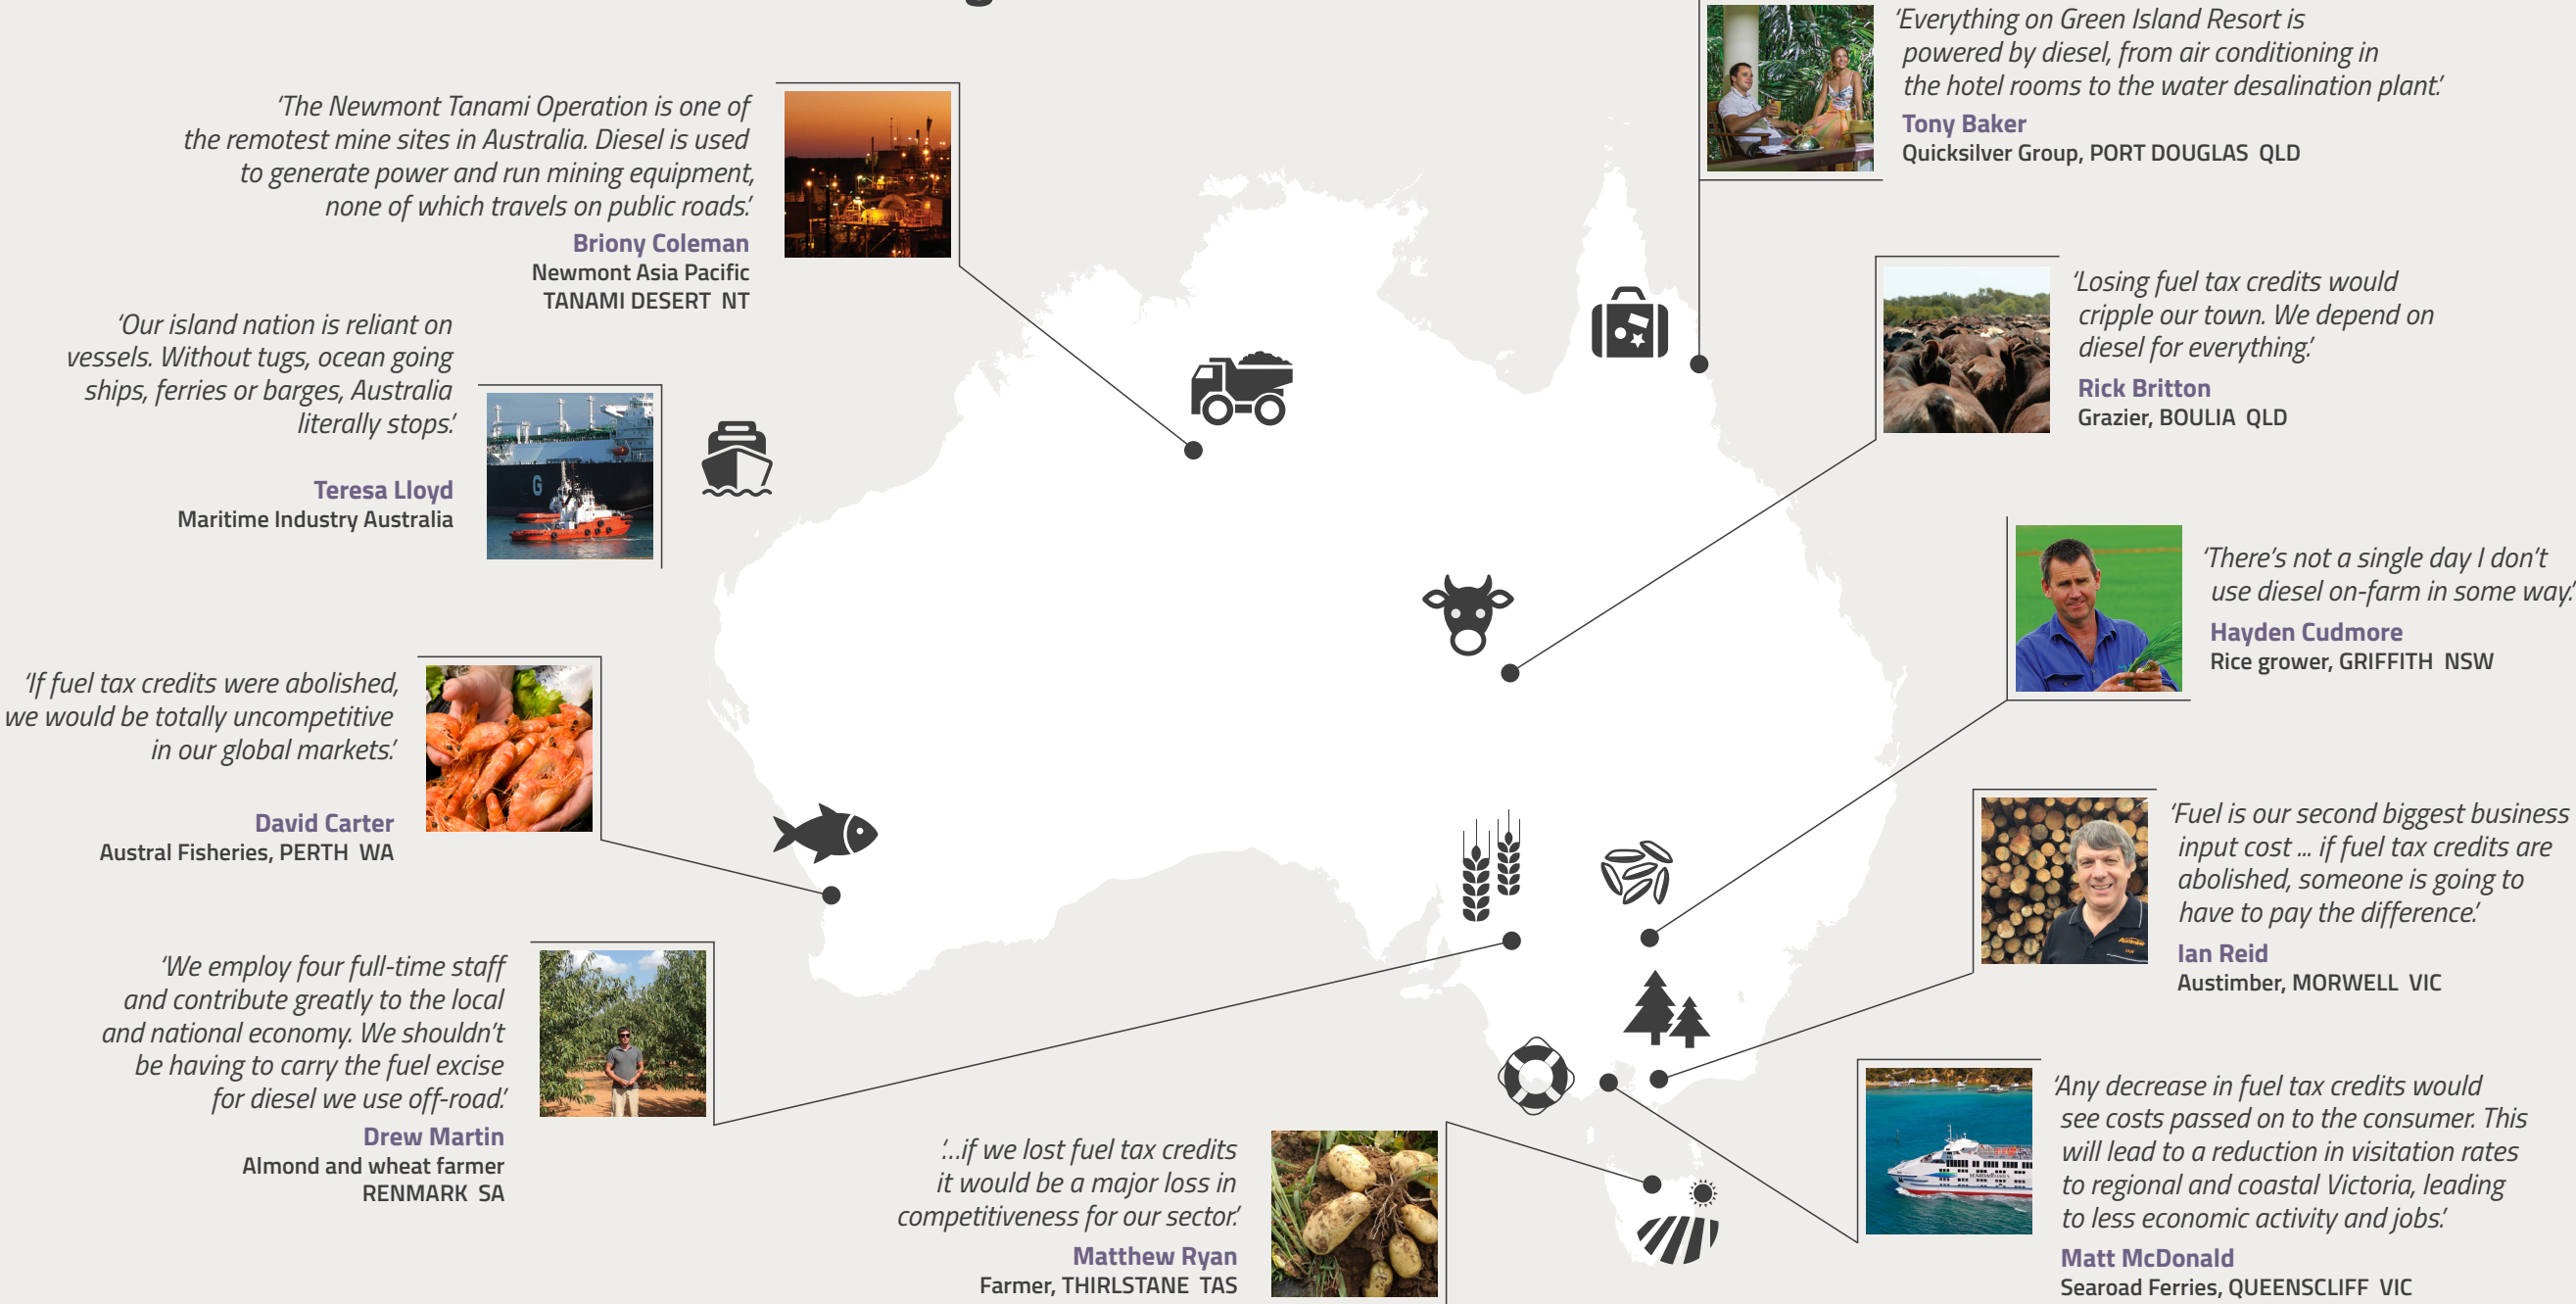 ‘The Newmont Tanami Operation is one of
the remotest mine sites in Australia. Diesel is used
to generate power and run mining equipment,
none of which travels on public roads.’
Briony Coleman
Newmont Asia Pacific
TANAMI DESERT NT
‘Our island nation is reliant on
vessels. Without tugs, ocean going
ships, ferries or barges, Australia
literally stops.’
Teresa Lloyd
Maritime Industry Australia
G
‘If fuel tax credits were abolished,
we would be totally uncompetitive
in our global markets.’
David Carter
Austral Fisheries, PERTH WA
‘We employ four full-time staff
and contribute greatly to the local
and national economy. We shouldn’t
be having to carry the fuel excise
for diesel we use off-road.’
Drew Martin
Almond and wheat farmer
RENMARK SA
‘...if we lost fuel tax credits
it would be a major loss in
competitiveness for our sector.’
Matthew Ryan
Farmer, THIRLSTANE TAS
‘Everything on Green Island Resort is
powered by diesel, from air conditioning in
the hotel rooms to the water desalination plant.’
Tony Baker
Quicksilver Group, PORT DOUGLAS QLD
‘Losing fuel tax credits would
cripple our town. We depend on
diesel for everything.’
Rick Britton
Grazier, BOULIA QLD
‘There’s not a single day I don’t
use diesel on-farm in some way.’
Hayden Cudmore
Rice grower, GRIFFITH NSW
‘Fuel is our second biggest business
input cost ... if fuel tax credits are
abolished, someone is going to
have to pay the difference.’
Ian Reid
Austimber, MORWELL VIC
‘Any decrease in fuel tax credits would
see costs passed on to the consumer. This
will lead to a reduction in visitation rates
to regional and coastal Victoria, leading
to less economic activity and jobs.’
Matt McDonald
Searoad Ferries, QUEENSCLIFF VIC